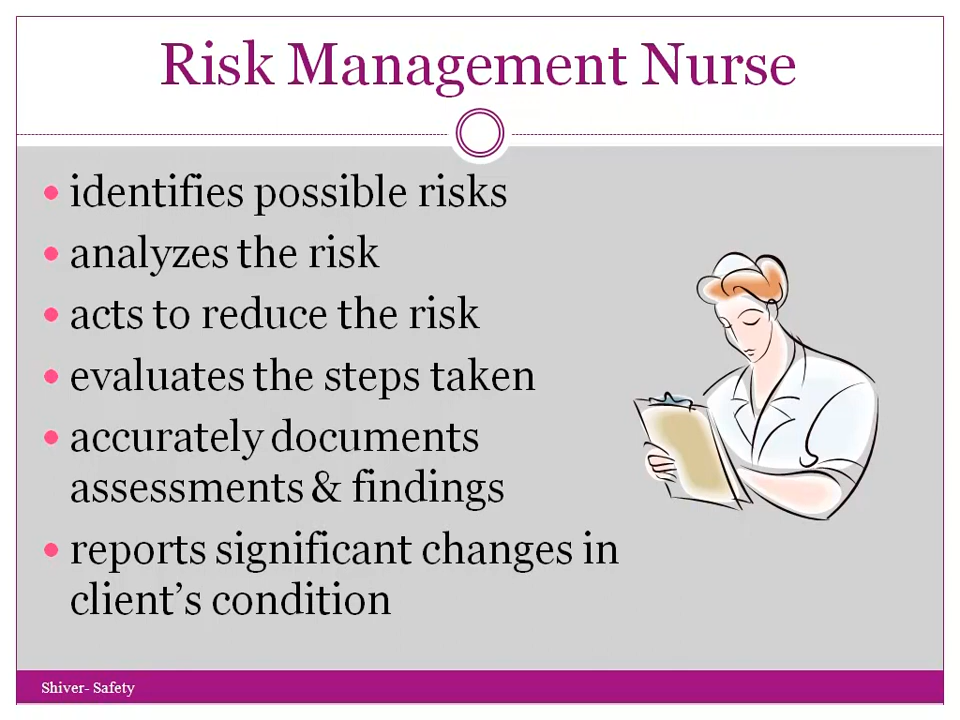 Risk Management Nurse
• identifies possible risks
• analyzes the risk
• acts to reduce the risk
• evaluates the steps taken
• accurately documents
assessments & findings
• reports significant changes in
client’s condition
Shiver- Safety